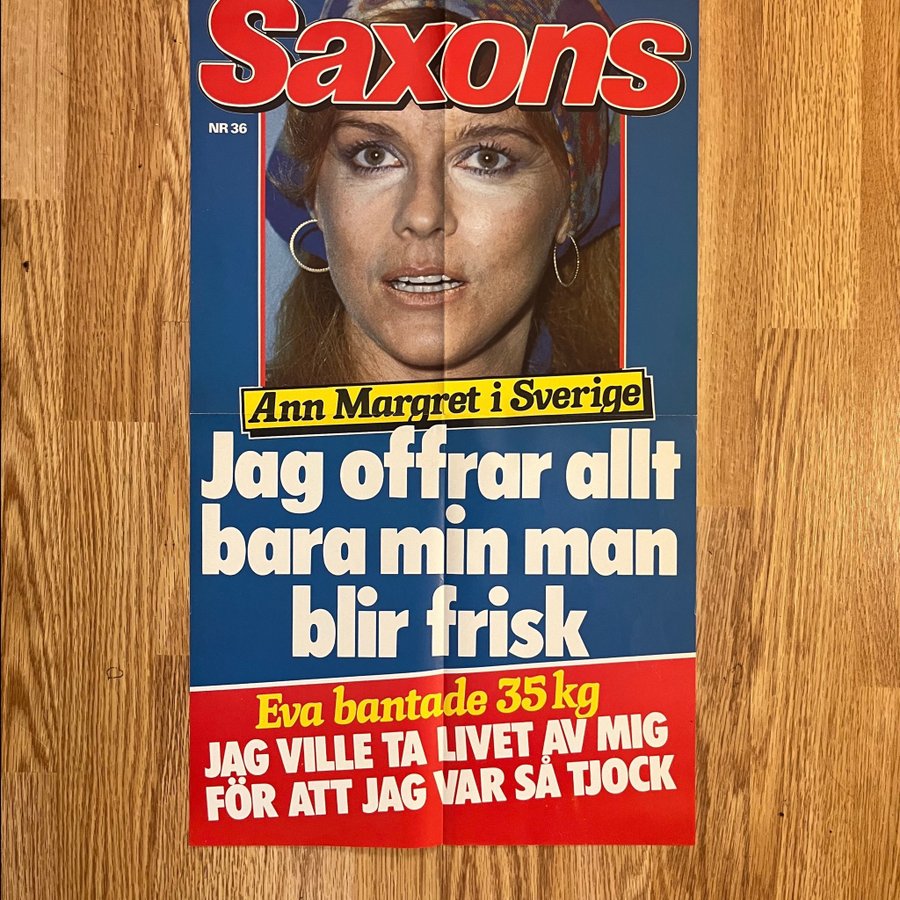 Saxons
NR 36
Ann Margret i Sverige
Jag offrar allt
bara min man
blir frisk
Eva bantade 35 kg
JAG VILLE TA LIVET AV MIG
FÖR ATT JAG VAR SÅ TJOCK